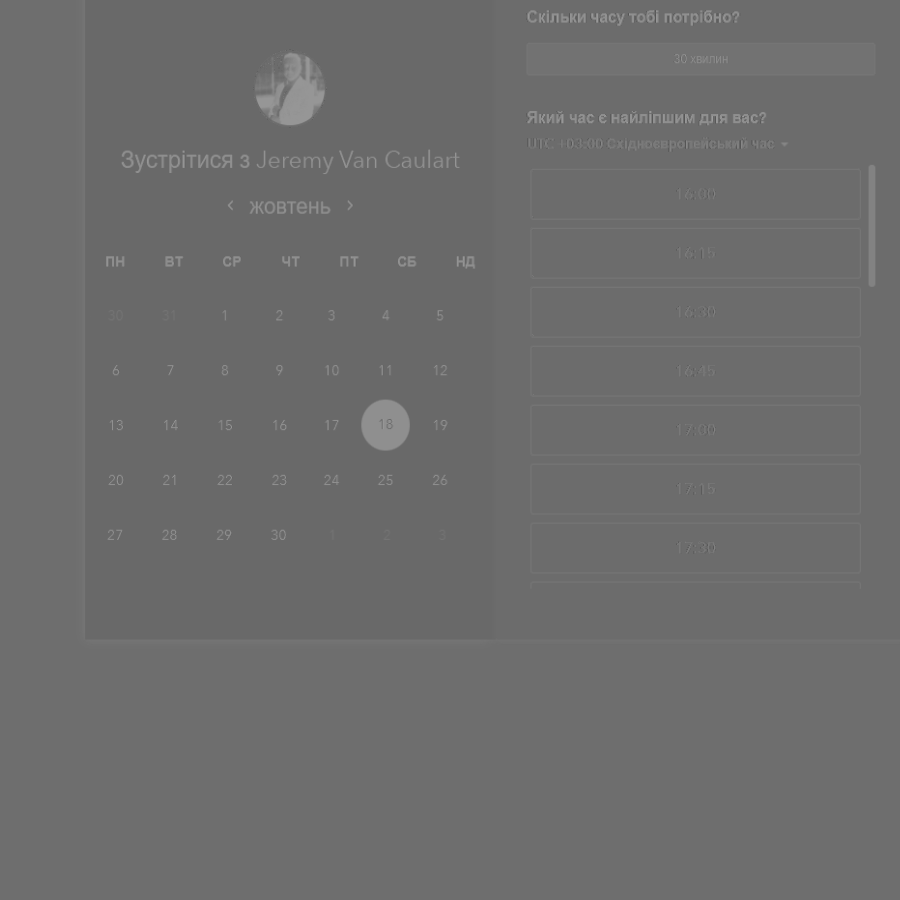 Зустрітися з Jeremy Van Caulart
жовтень
ПН ВТ СР ЧТ ПТ СБ НД
30 31 1 2 3 4 5
6 7 8 9 10 11 12
13 14 15 16 17 18 19
20 21 22 23 24 25 26
27 28 29 30 1 2 3
Скільки часу тобі потрібно?
30 хвилин
Який час є найліпшим для вас?
UTC +03:00 Східноєвропейський час
16:00
16:15
16:30
16:45
17:00
17:15
17:30